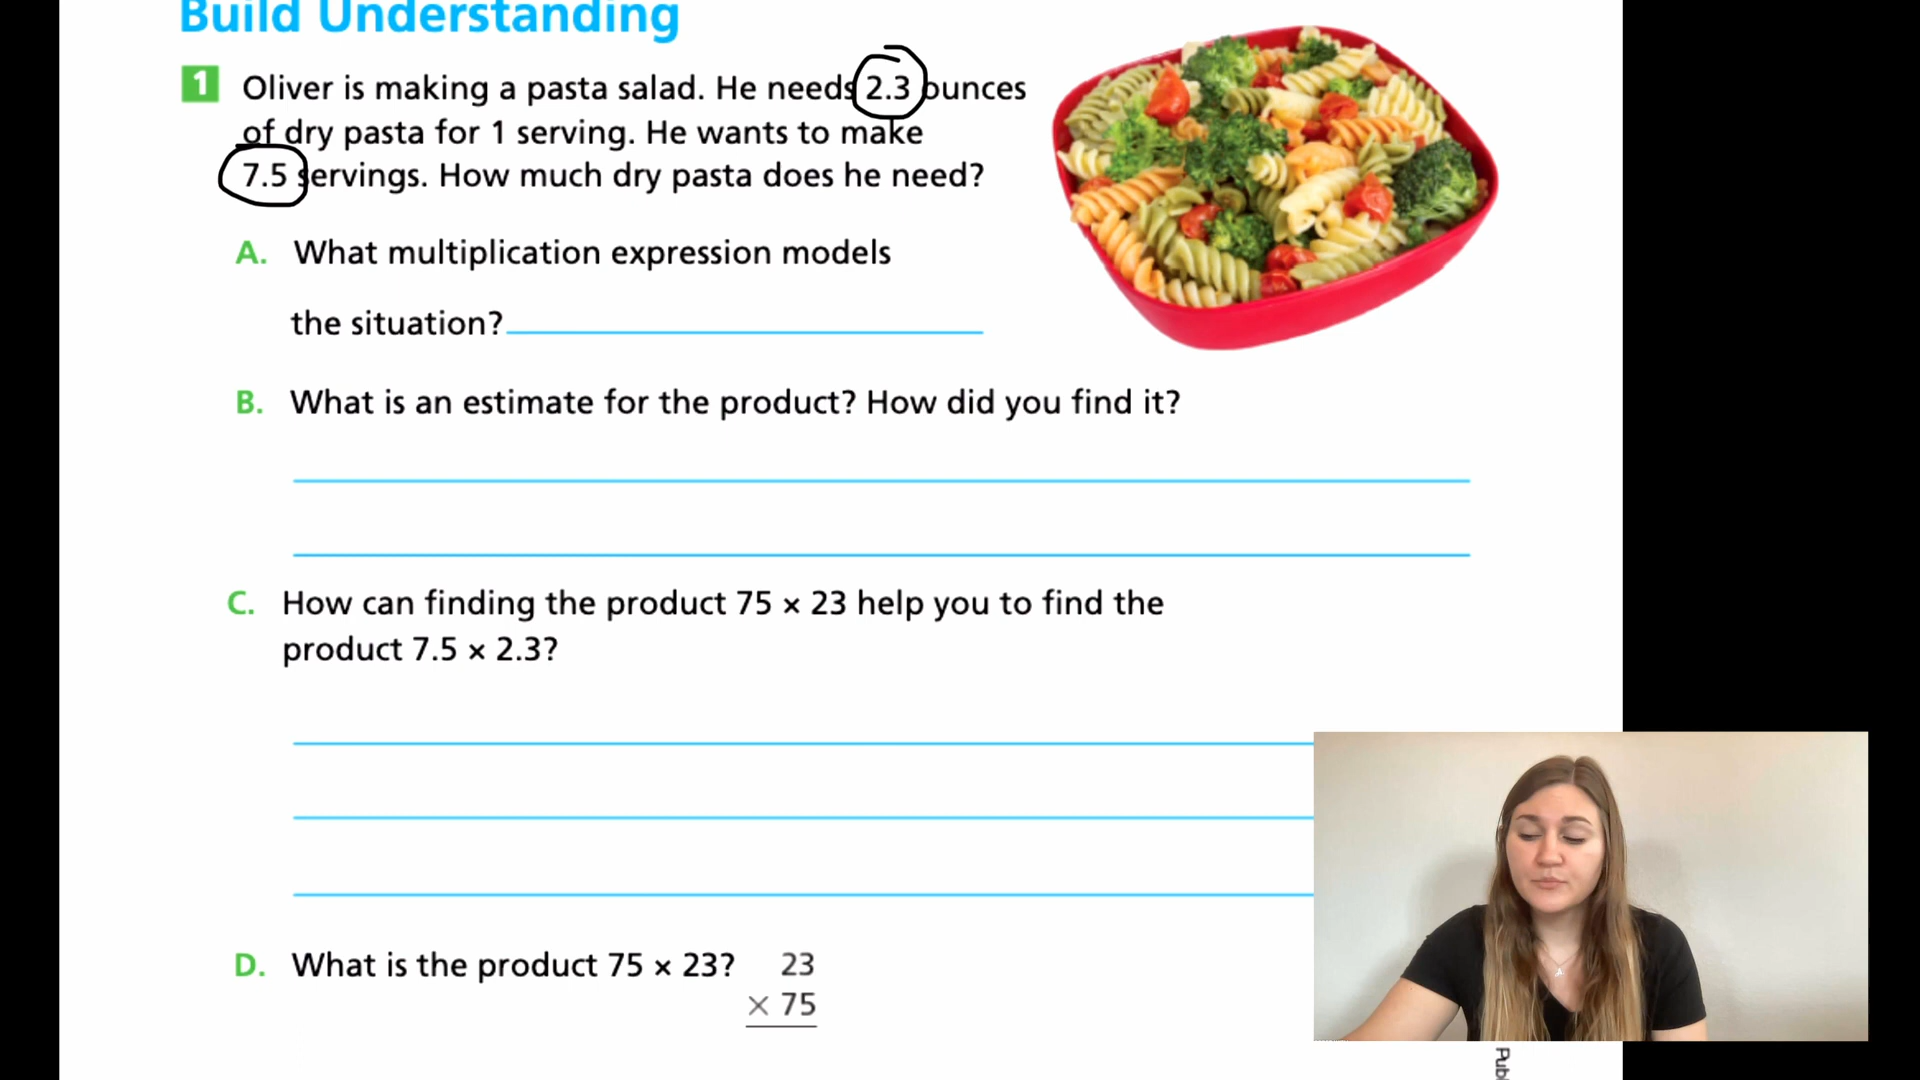 Build Understanding
1 Oliver is making a pasta salad. He needs 2.3 ounces
of dry pasta for 1 serving. He wants to make
7.5 servings. How much dry pasta does he need?
A. What multiplication expression models
the situation?
B. What is an estimate for the product? How did you find it?
C. How can finding the product 75 × 23 help you to find the
product 7.5 × 2.3?
D. What is the product 75 × 23? 23
× 75